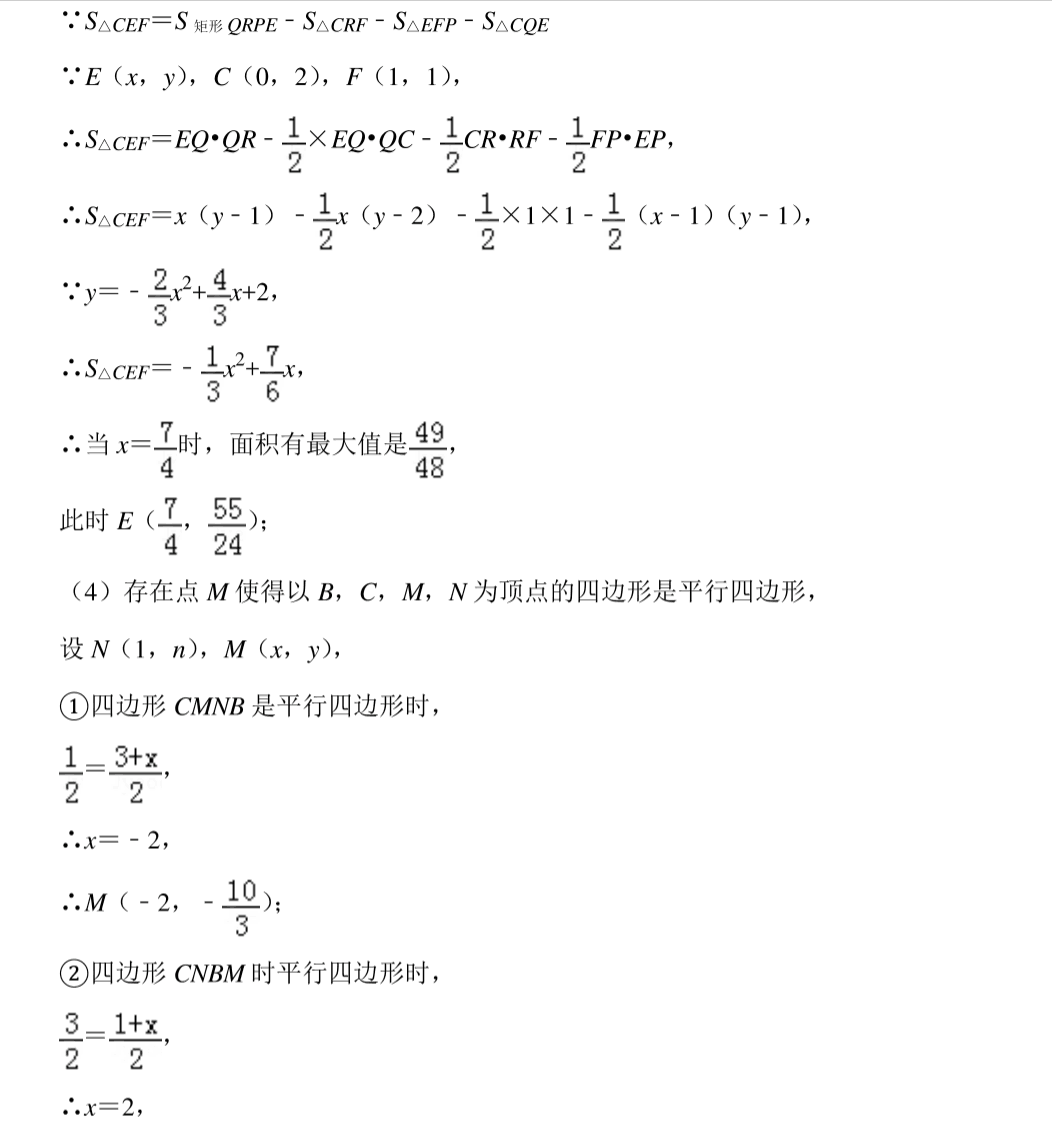 ∵S△CEF＝S矩形QRPE﹣S△CRF﹣S△EFP﹣S△CQE
∵E（x，y），C（0，2），F（1，1），
∴S△CEF＝EQ•QR﹣1/2×EQ•QC﹣1/2CR•RF﹣1/2FP•EP，
∴S△CEF＝x（y﹣1）﹣1/2x（y﹣2）﹣1/2×1×1﹣1/2（x﹣1）（y﹣1），
∵y＝﹣2/3x²+4/3x+2，
∴S△CEF＝﹣1/3x²+7/6x，
∴当x＝7/4时，面积有最大值是49/48，
此时E（7/4，55/24）；
（4）存在点M使得以B，C，M，N为顶点的四边形是平行四边形，
设N（1，n），M（x，y），
①四边形CMNB是平行四边形时，
1/2＝3+x/2，
∴x＝﹣2，
∴M（﹣2，﹣10/3）；
②四边形CNBM时平行四边形时，
3/2＝1+x/2，
∴x＝2，